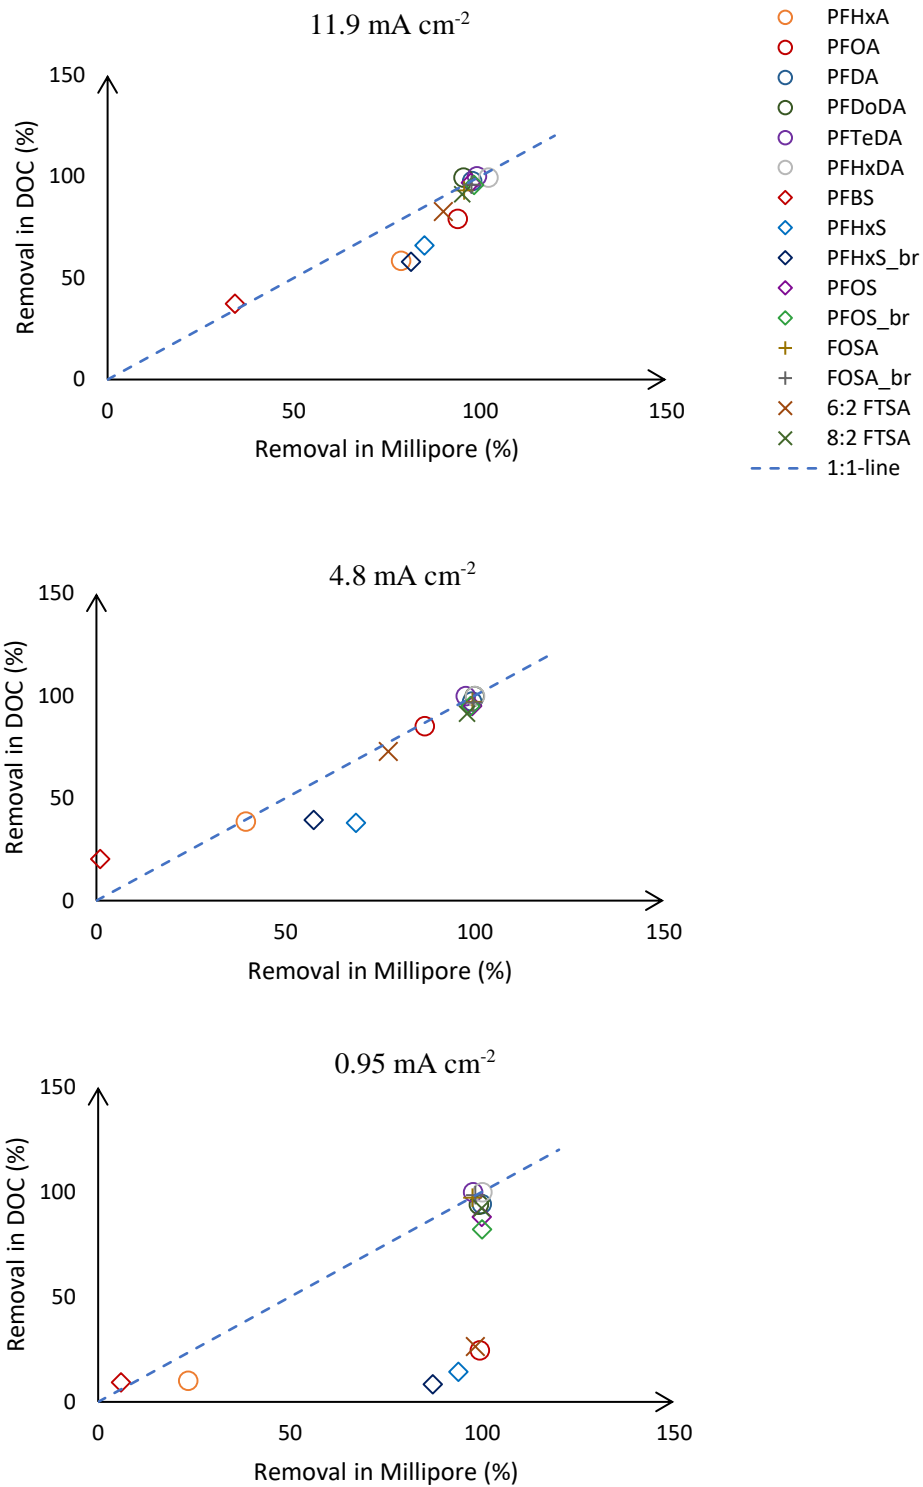 11.9 mA cm-2
150
100
50
0
0 50 100 150
Removal in DOC (%)
Removal in Millipore (%)
PFHxA
PFOA
PFDA
PFDoDA
PFTeDA
PFHxDA
PFBS
PFHxS
PFHxS_br
PFOS
PFOS_br
FOSA
FOSA_br
6:2 FTSA
8:2 FTSA
1:1-line
4.8 mA cm-2
150
100
50
0
0 50 100 150
Removal in DOC (%)
Removal in Millipore (%)
0.95 mA cm-2
150
100
50
0
0 50 100 150
Removal in DOC (%)
Removal in Millipore (%)